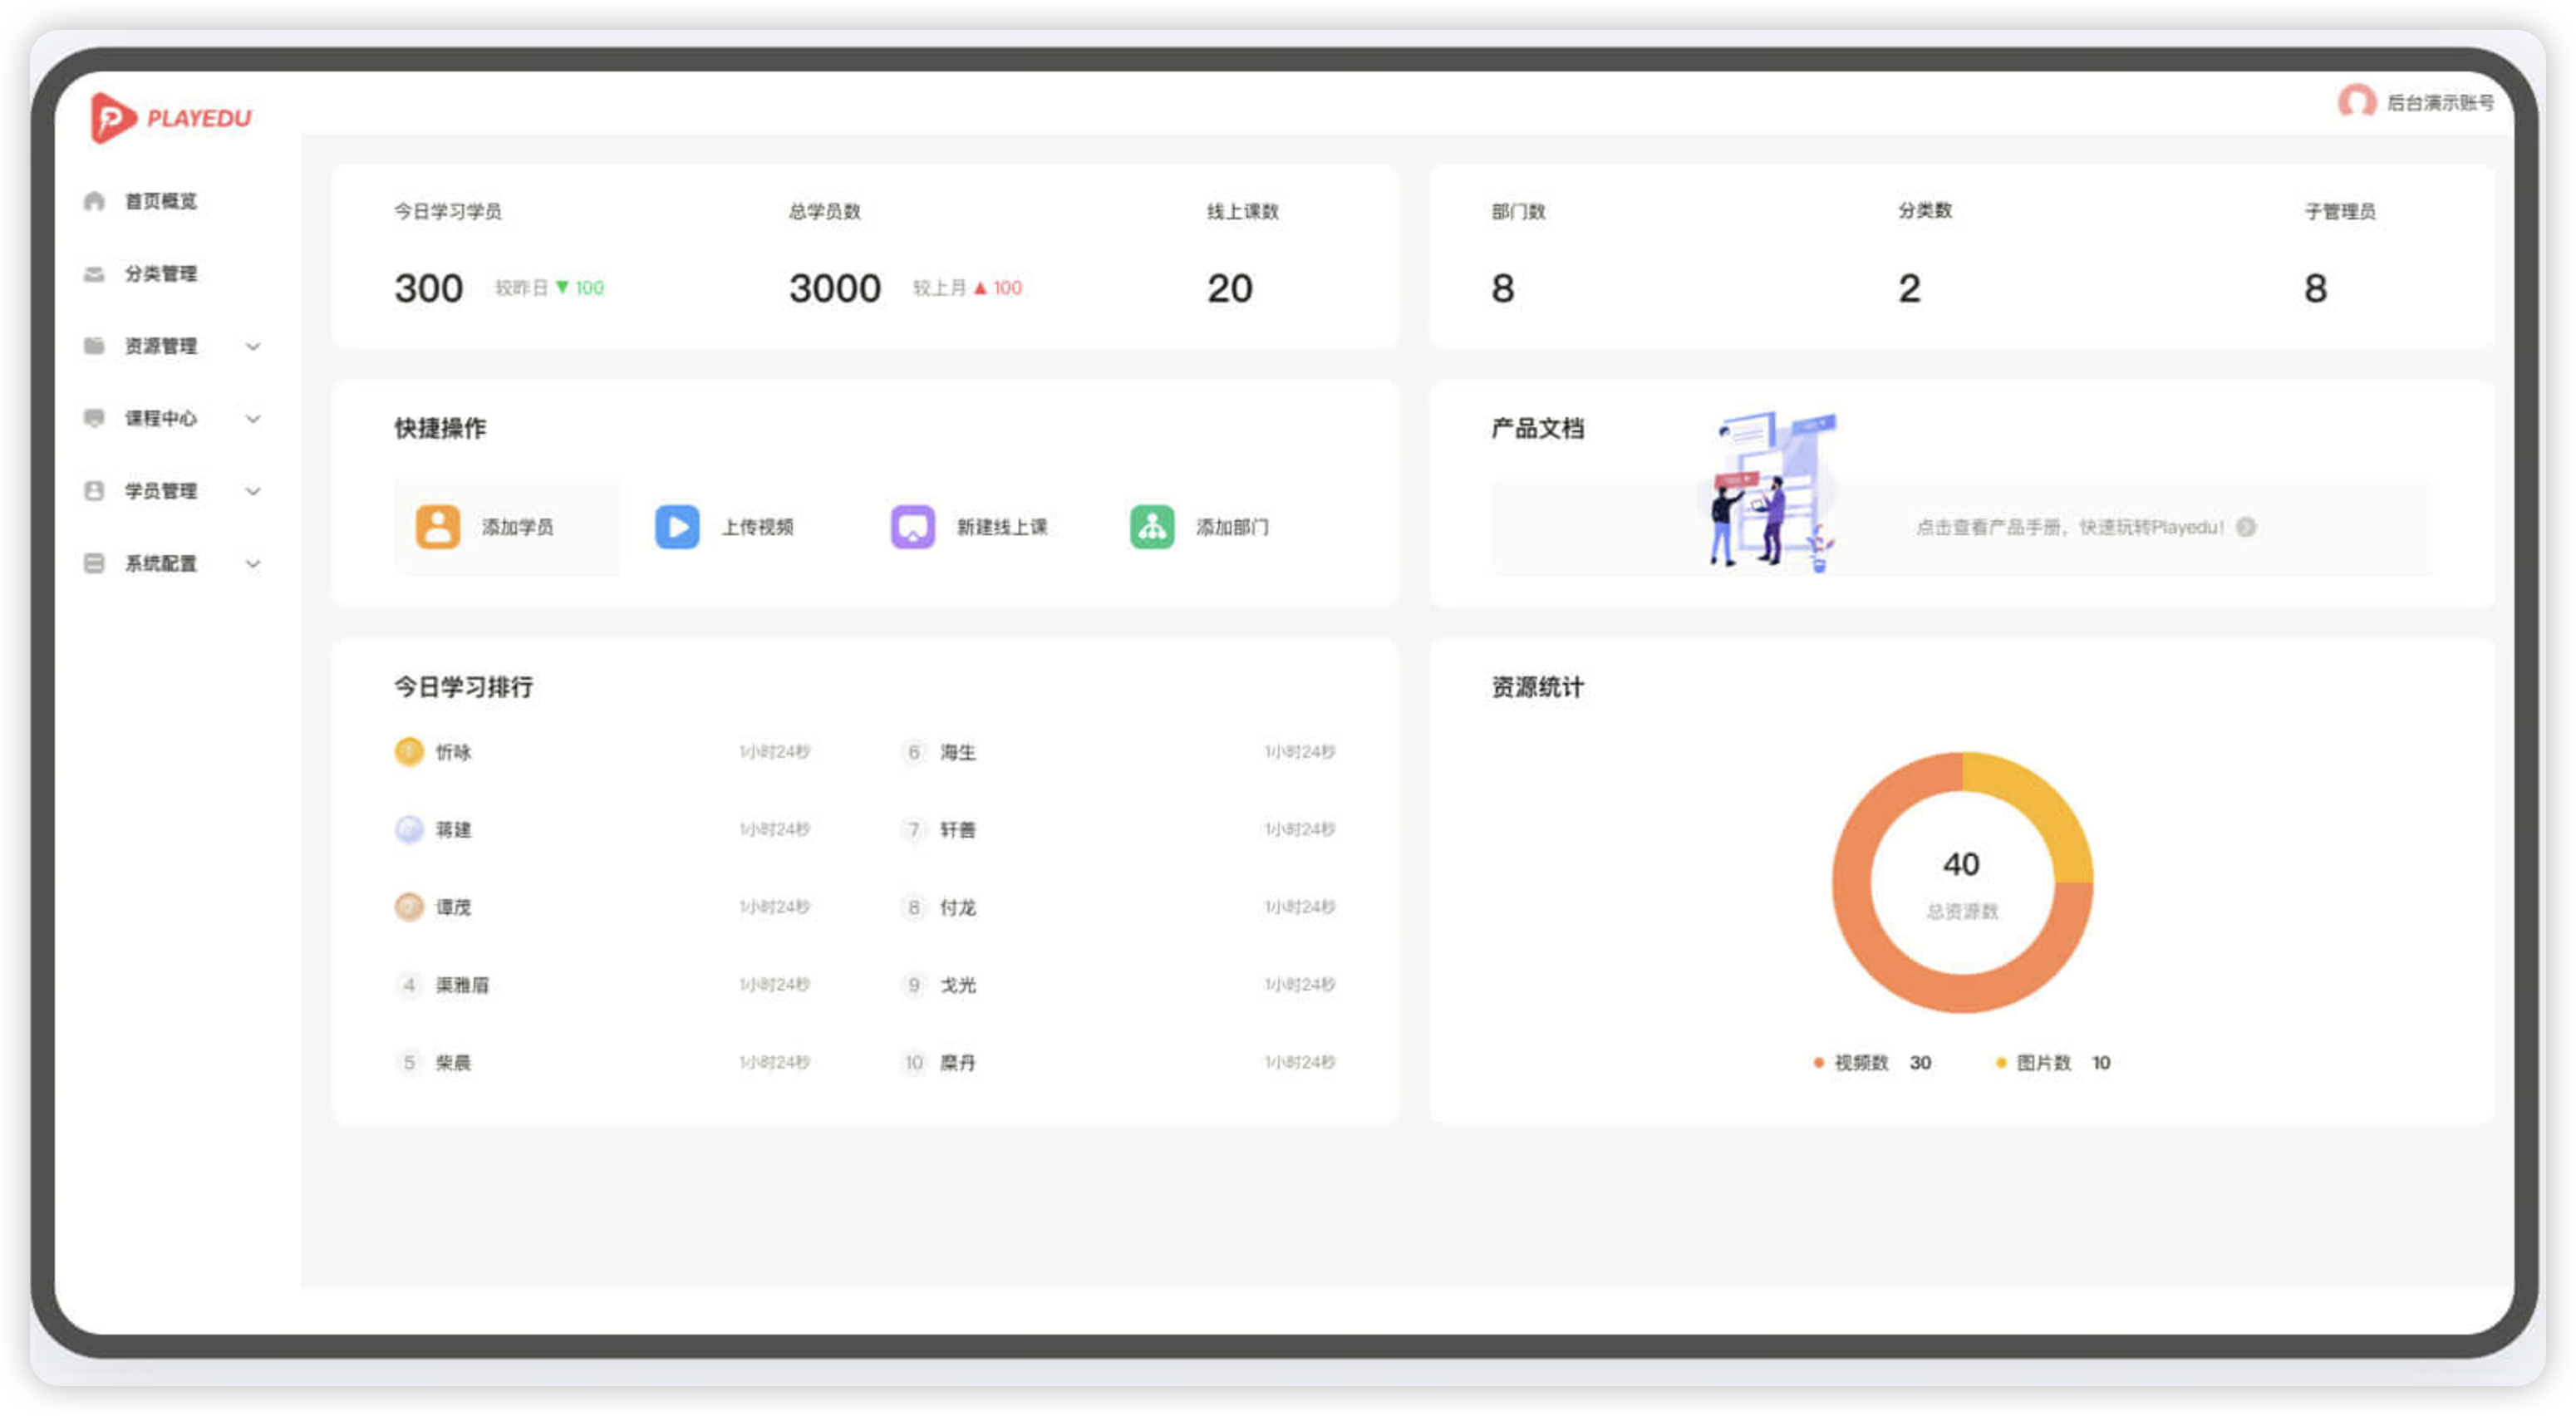 PLAYEDU
后台演示账号
首页概览
分类管理
资源管理
课程中心
学员管理
系统配置
今日学习学员
300 较昨日 ▼ 100
总学员数
3000 较上月 ▲ 100
线上课数
20
部门数
8
分类数
2
子管理员
8
快捷操作
添加学员
上传视频
新建线上课
添加部门
产品文档
点击查看产品手册，快速玩转Playedu!
今日学习排行
忻咏 1小时24秒
蒋建 1小时24秒
谭茂 1小时24秒
4 渠雅眉 1小时24秒
5 柴晨 1小时24秒
6 海生 1小时24秒
7 轩善 1小时24秒
8 付龙 1小时24秒
9 戈光 1小时24秒
10 糜丹 1小时24秒
资源统计
40
总资源数
视频数 30
图片数 10